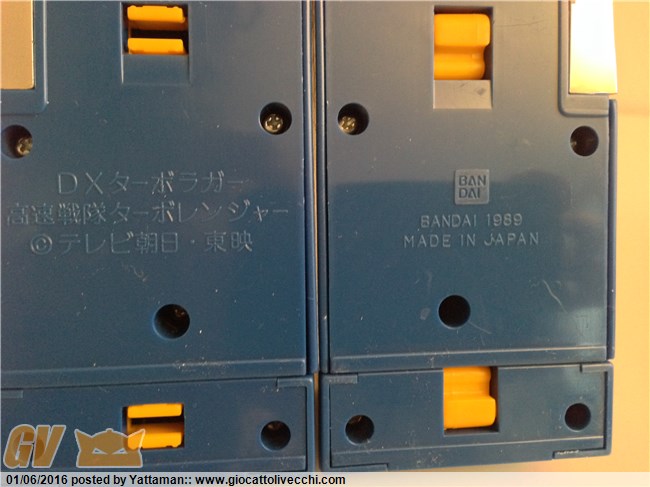 DXターボラガー
高速戦隊ターボレンジャー
©テレビ朝日・東映
BAN
DAI
BANDAI 1989
MADE IN JAPAN
GV
01/06/2016 posted by Yattaman:: www.giocattolivecchi.com